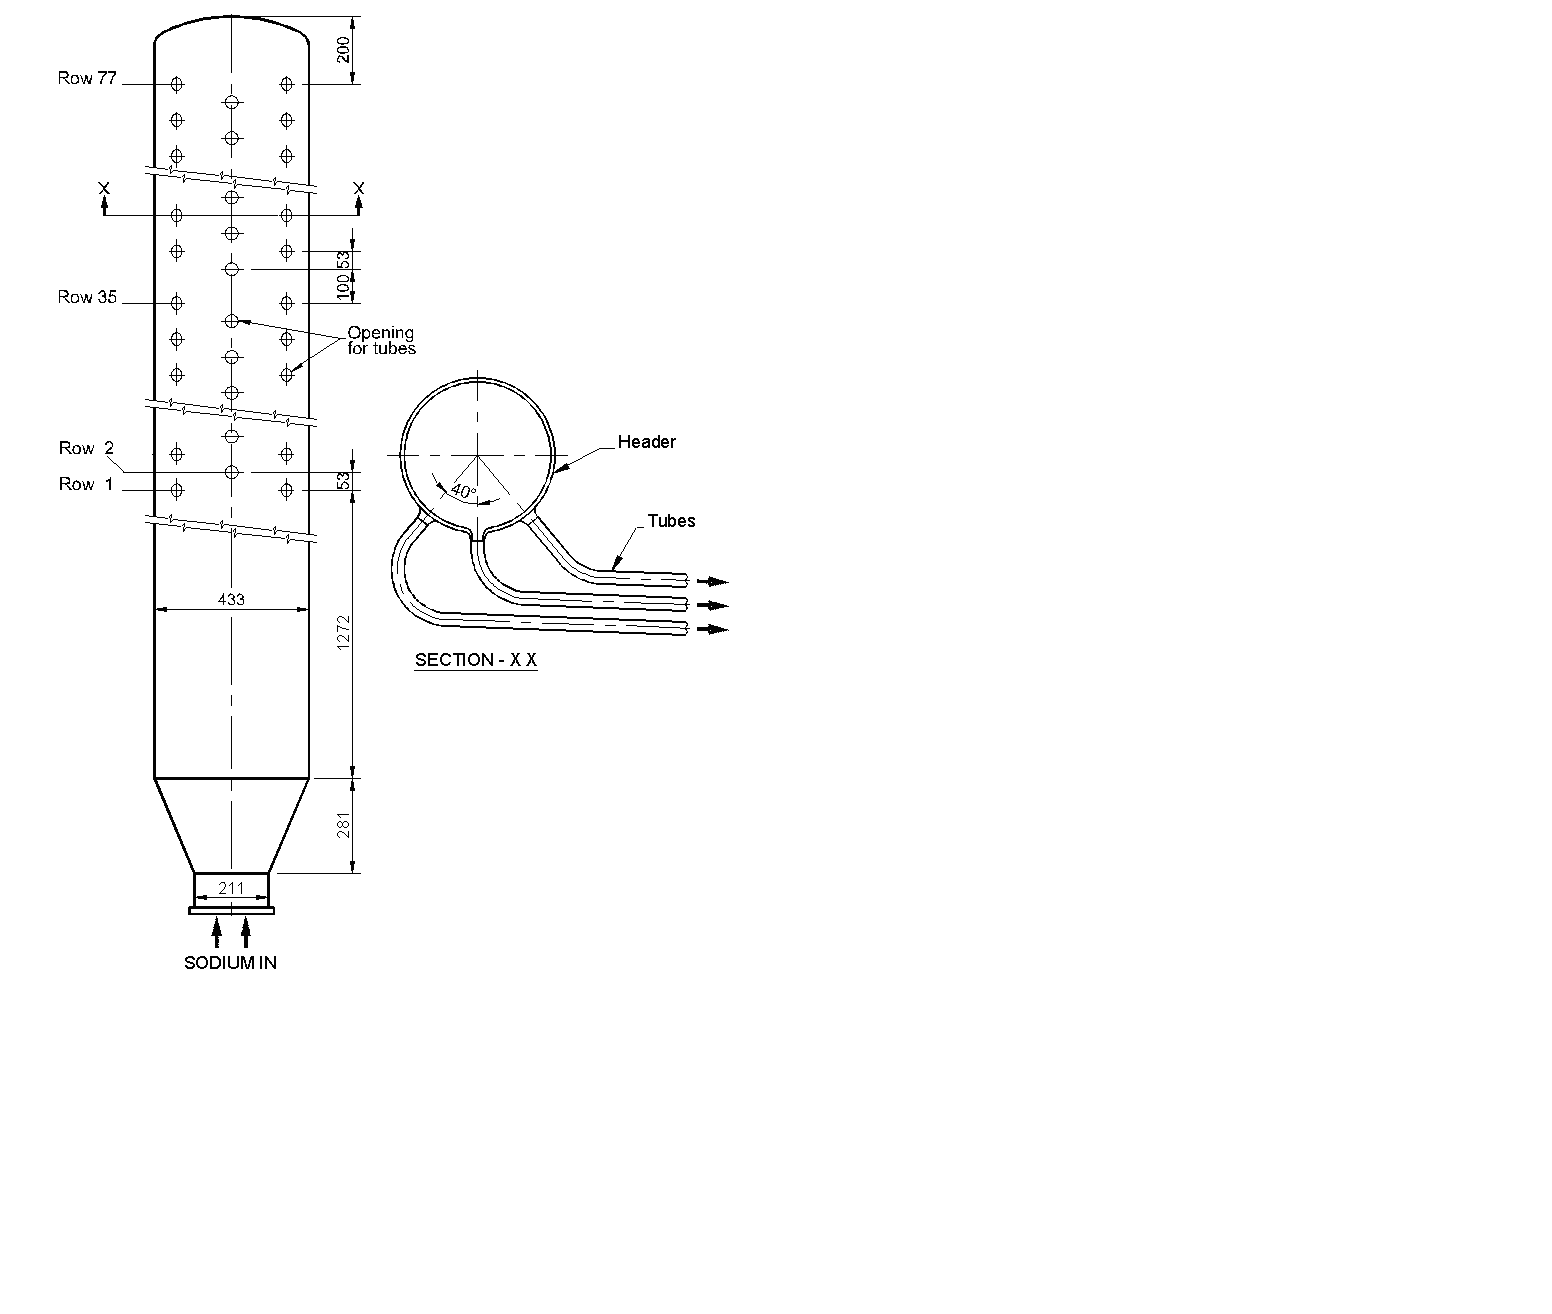 200
Row 77
X X
53
100
Row 35
Opening
for tubes
Row 2
Row 1
53
Header
40°
Tubes
433
1272
SECTION - X X
281
211
SODIUM IN